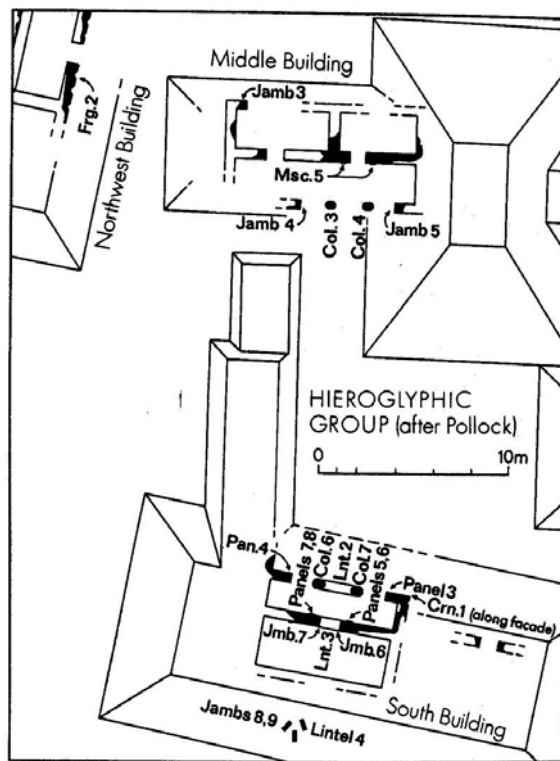 Middle Building
Jamb 3
Frg.2
Northwest Building
Msc.5
Jamb 4
Col. 3
Col. 4
Jamb 5
HIEROGLYPHIC
GROUP (after Pollock)
0 10m
Pan.4
Panels 7,8
Col.6
Lnt.2
Col.7
Panels 5,6
Panel 3
Crn.1 (along facade)
Jmb.7
Lnt.3
Jmb.6
South Building
Jambs 8,9
Lintel 4